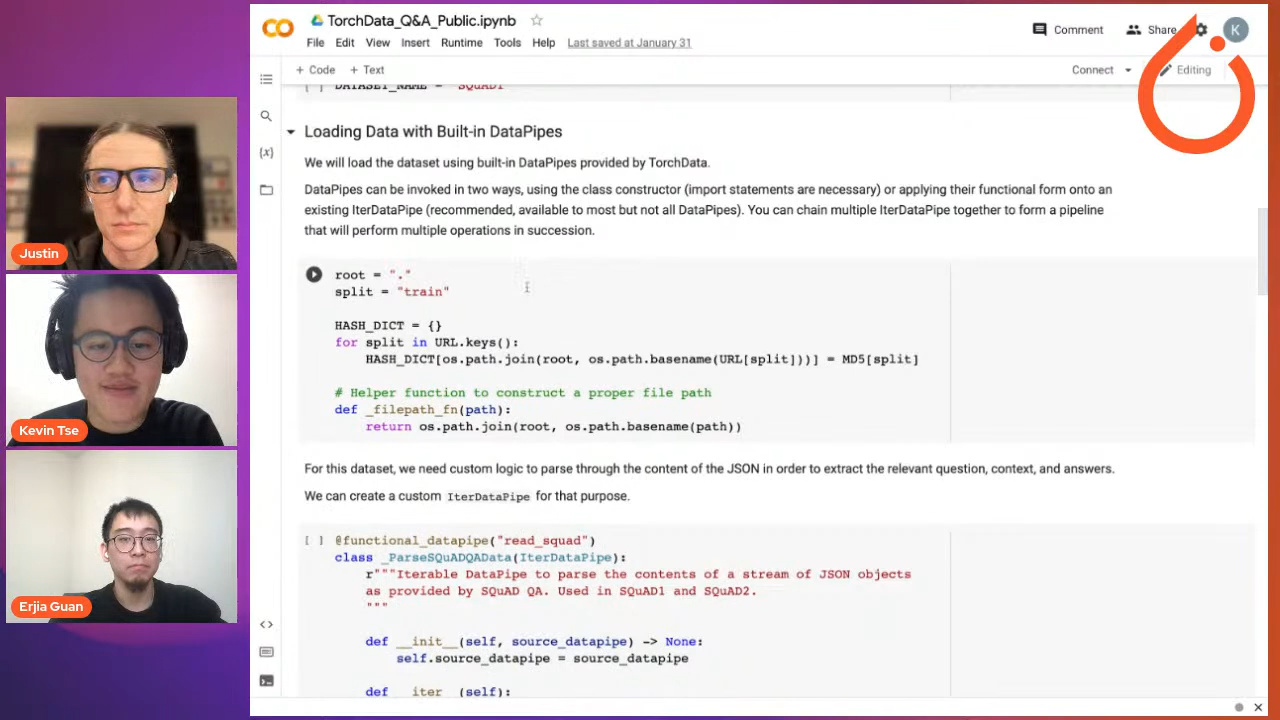 TorchData_Q&A_Public.ipynb
File Edit View Insert Runtime Tools Help Last saved at January 31
Comment Share K
+ Code + Text Connect Editing
[ ] DATASET_NAME = "SQuAD1"
Loading Data with Built-in DataPipes
We will load the dataset using built-in DataPipes provided by TorchData.
DataPipes can be invoked in two ways, using the class constructor (import statements are necessary) or applying their functional form onto an
existing IterDataPipe (recommended, available to most but not all DataPipes). You can chain multiple IterDataPipe together to form a pipeline
that will perform multiple operations in succession.
root = "."
split = "train"
HASH_DICT = {}
for split in URL.keys():
HASH_DICT[os.path.join(root, os.path.basename(URL[split]))] = MD5[split]
# Helper function to construct a proper file path
def _filepath_fn(path):
return os.path.join(root, os.path.basename(path))
For this dataset, we need custom logic to parse through the content of the JSON in order to extract the relevant question, context, and answers.
We can create a custom IterDataPipe for that purpose.
[ ] @functional_datapipe("read_squad")
class _ParseSQuADQAData(IterDataPipe):
r"""Iterable DataPipe to parse the contents of a stream of JSON objects
as provided by SQuAD QA. Used in SQuAD1 and SQuAD2.
"""
def __init__(self, source_datapipe) -> None:
self.source_datapipe = source_datapipe
def __iter__(self):
Justin
Kevin Tse
Erjia Guan